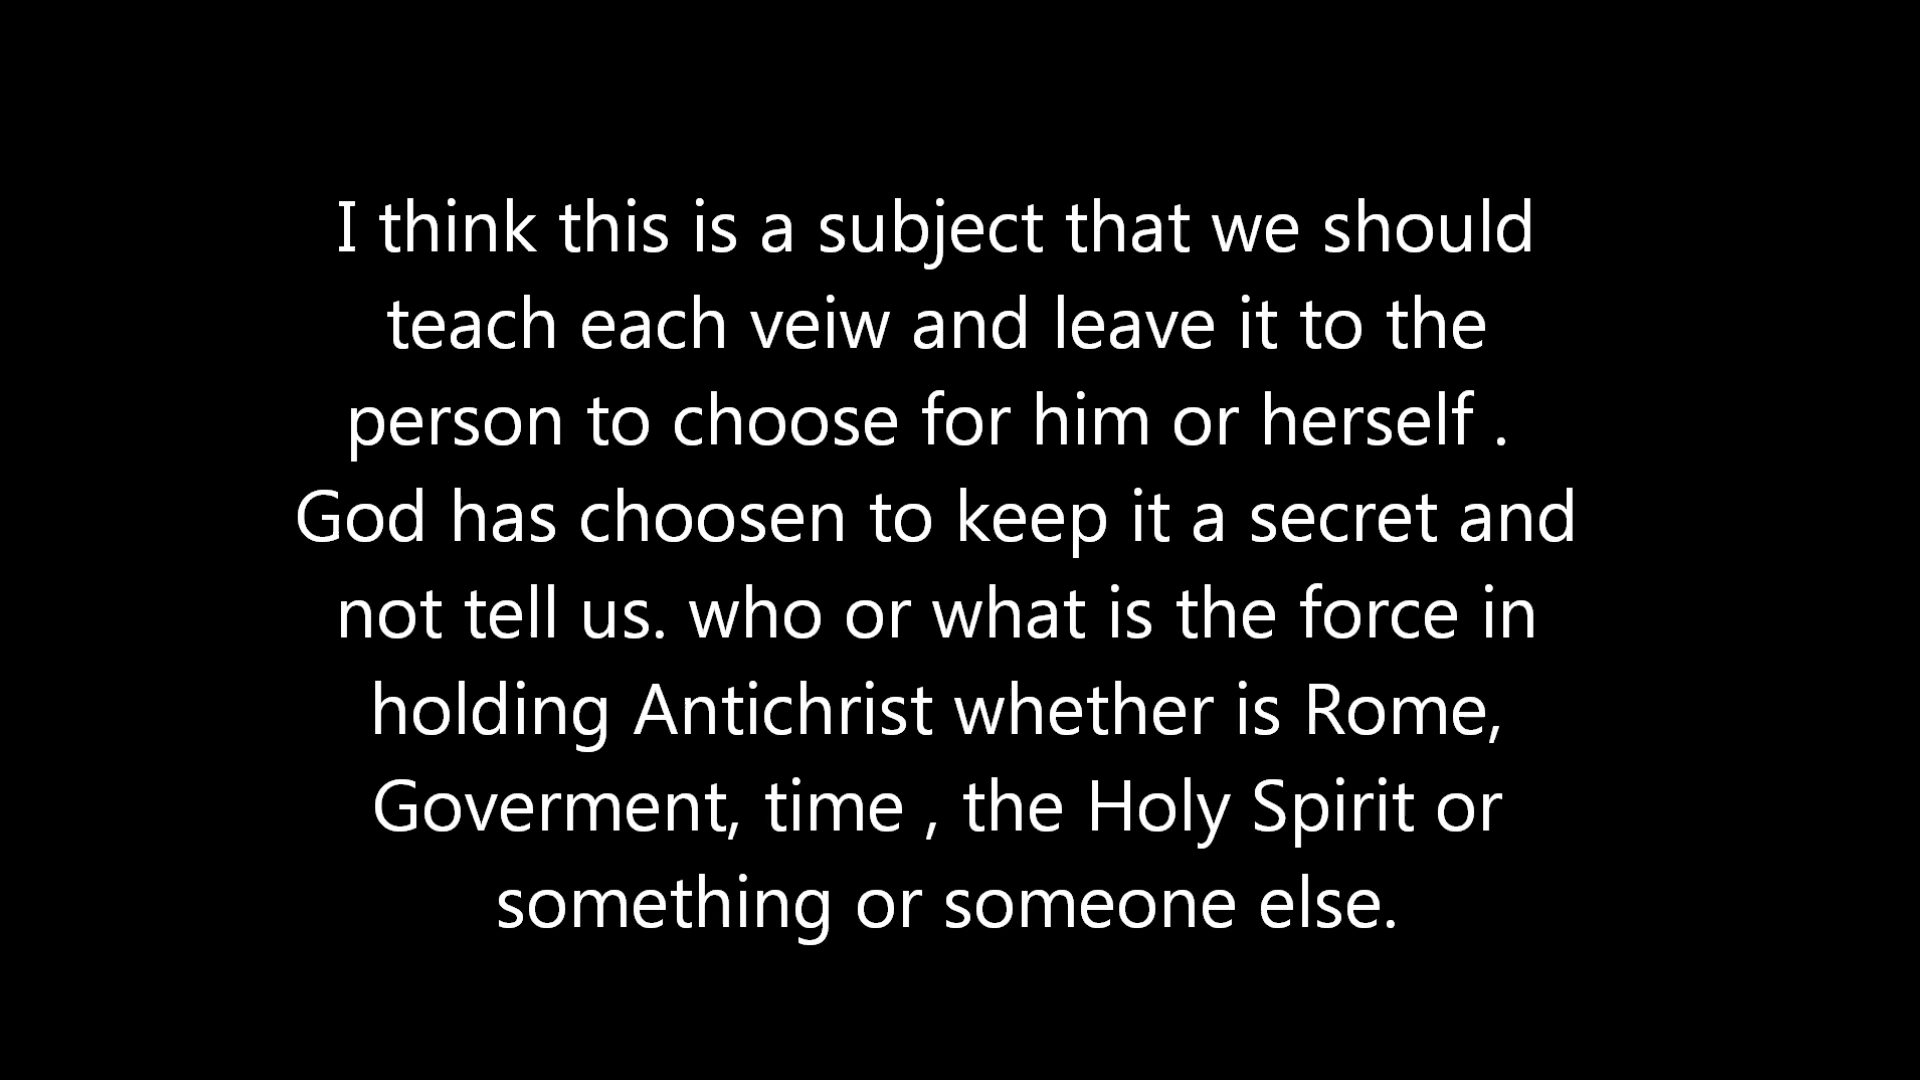 I think this is a subject that we should
teach each veiw and leave it to the
person to choose for him or herself .
God has choosen to keep it a secret and
not tell us. who or what is the force in
holding Antichrist whether is Rome,
Goverment, time , the Holy Spirit or
something or someone else.